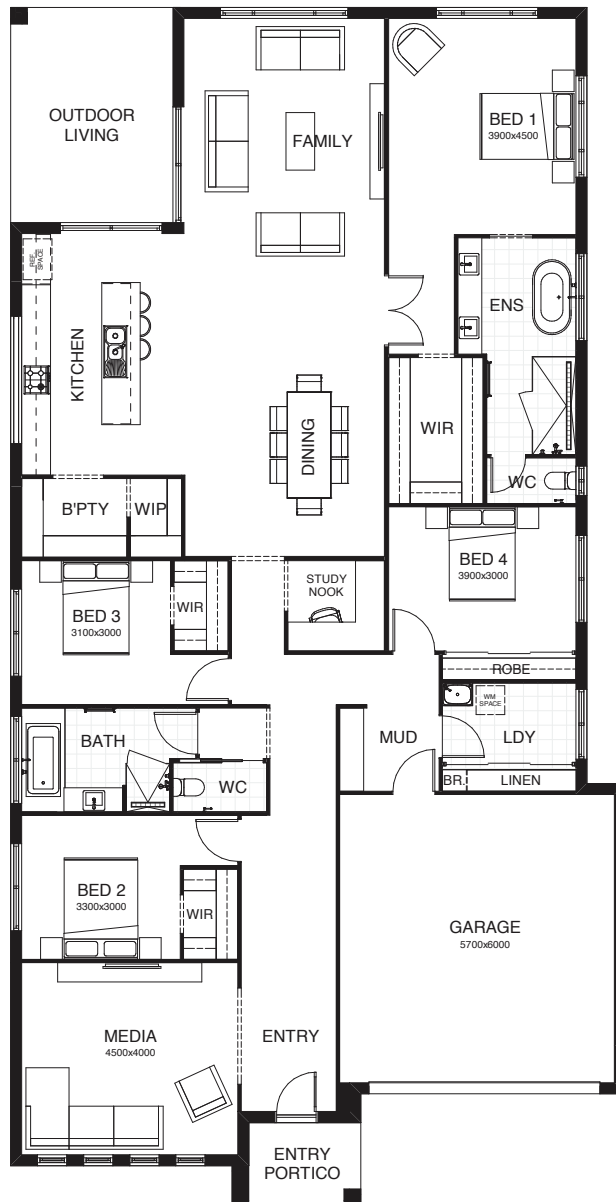 OUTDOOR
LIVING
FAMILY
BED 1
3900x4500
REF
SPACE
KITCHEN
ENS
DINING
WIR
WC
B'PTY
WIP
BED 3
3100x3000
WIR
STUDY
NOOK
BED 4
3900x3000
ROBE
BATH
WC
MUD
WM
SPACE
LDY
BR.
LINEN
BED 2
3300x3000
WIR
GARAGE
5700x6000
MEDIA
4500x4000
ENTRY
ENTRY
PORTICO